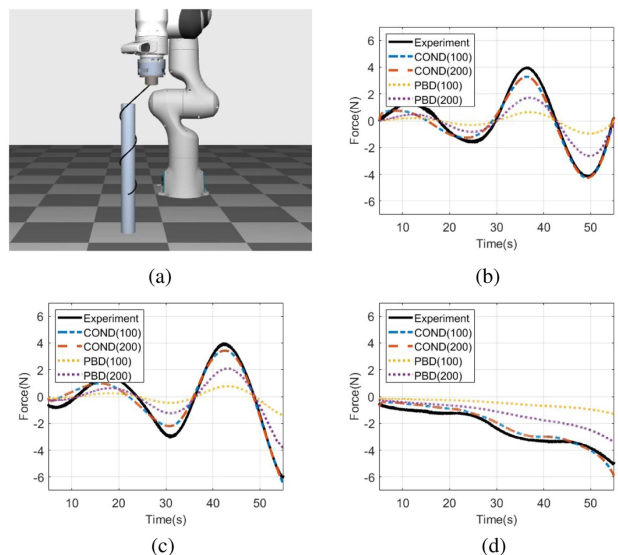 (a)
6
4
2
0
-2
-4
-6
Force(N)
Experiment
COND(100)
COND(200)
PBD(100)
PBD(200)
10
20
30
40
50
Time(s)
(b)
6
4
2
0
-2
-4
-6
Force(N)
Experiment
COND(100)
COND(200)
PBD(100)
PBD(200)
10
20
30
40
50
Time(s)
(c)
6
4
2
0
-2
-4
-6
Force(N)
Experiment
COND(100)
COND(200)
PBD(100)
PBD(200)
10
20
30
40
50
Time(s)
(d)